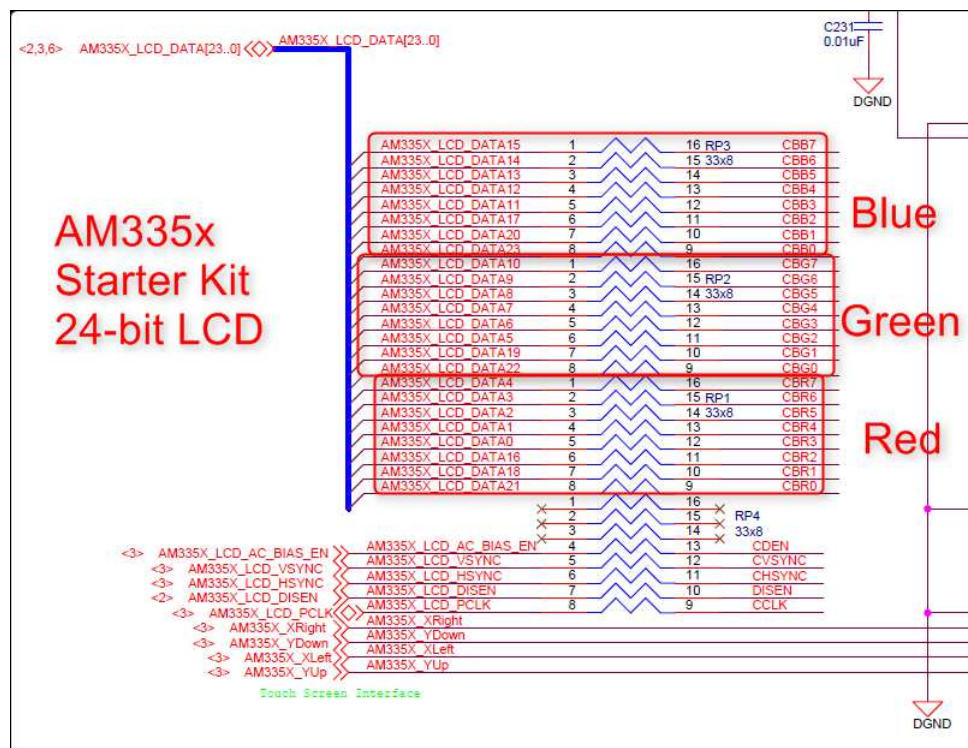 <2,3,6> AM335X_LCD_DATA[23..0] AM335X_LCD_DATA[23..0]
C231
0.01uF
DGND
AM335X_LCD_DATA15 1 16 RP3 CBB7
AM335X_LCD_DATA14 2 15 33x8 CBB6
AM335X_LCD_DATA13 3 14 CBB5
AM335X_LCD_DATA12 4 13 CBB4
AM335X_LCD_DATA11 5 12 CBB3
AM335X_LCD_DATA17 6 11 CBB2
AM335X_LCD_DATA20 7 10 CBB1
AM335X_LCD_DATA23 8 9 CBB0
Blue
AM335x
Starter Kit
24-bit LCD
AM335X_LCD_DATA10 1 16 CBG7
AM335X_LCD_DATA9 2 15 RP2 CBG6
AM335X_LCD_DATA8 3 14 33x8 CBG5
AM335X_LCD_DATA7 4 13 CBG4
AM335X_LCD_DATA6 5 12 CBG3
AM335X_LCD_DATA5 6 11 CBG2
AM335X_LCD_DATA19 7 10 CBG1
AM335X_LCD_DATA22 8 9 CBG0
Green
AM335X_LCD_DATA4 1 16 CBR7
AM335X_LCD_DATA3 2 15 RP1 CBR6
AM335X_LCD_DATA2 3 14 33x8 CBR5
AM335X_LCD_DATA1 4 13 CBR4
AM335X_LCD_DATA0 5 12 CBR3
AM335X_LCD_DATA16 6 11 CBR2
AM335X_LCD_DATA18 7 10 CBR1
AM335X_LCD_DATA21 8 9 CBR0
Red
1 16
2 15 RP4
3 14 33x8
<3> AM335X_LCD_AC_BIAS_EN AM335X_LCD_AC_BIAS_EN 4 13 CDEN
<3> AM335X_LCD_VSYNC AM335X_LCD_VSYNC 5 12 CVSYNC
<3> AM335X_LCD_HSYNC AM335X_LCD_HSYNC 6 11 CHSYNC
<2> AM335X_LCD_DISEN AM335X_LCD_DISEN 7 10 DISEN
<3> AM335X_LCD_PCLK AM335X_LCD_PCLK 8 9 CCLK
<3> AM335X_XRight AM335X_XRight
<3> AM335X_YDown AM335X_YDown
<3> AM335X_XLeft AM335X_XLeft
<3> AM335X_YUp AM335X_YUp
Touch Screen Interface
DGND